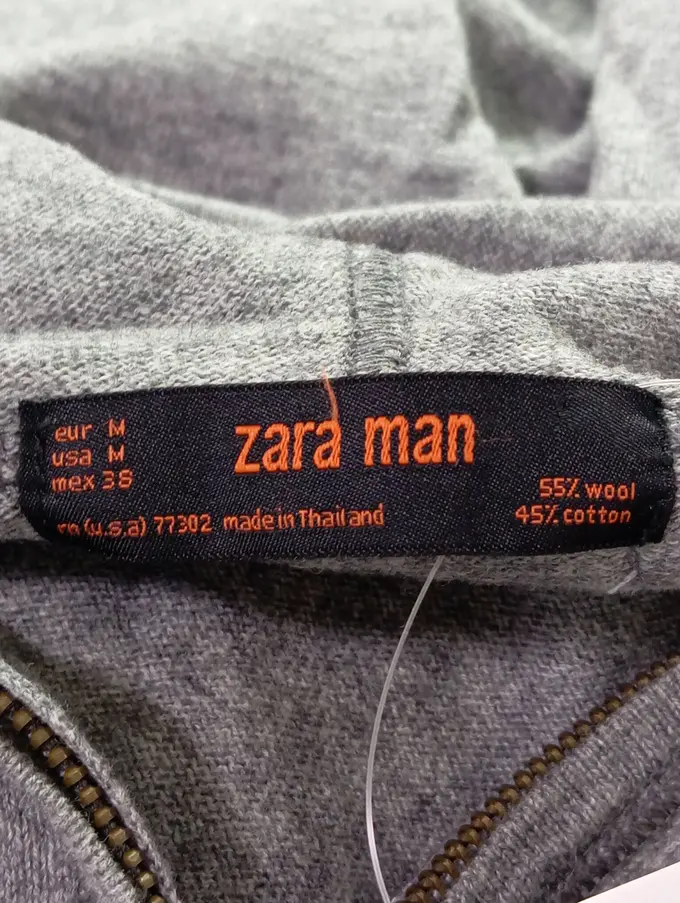 eur M
usa M
mex 38
zara man
55% wool
45% cotton
rn (u.s.a) 77302 made in Thailand